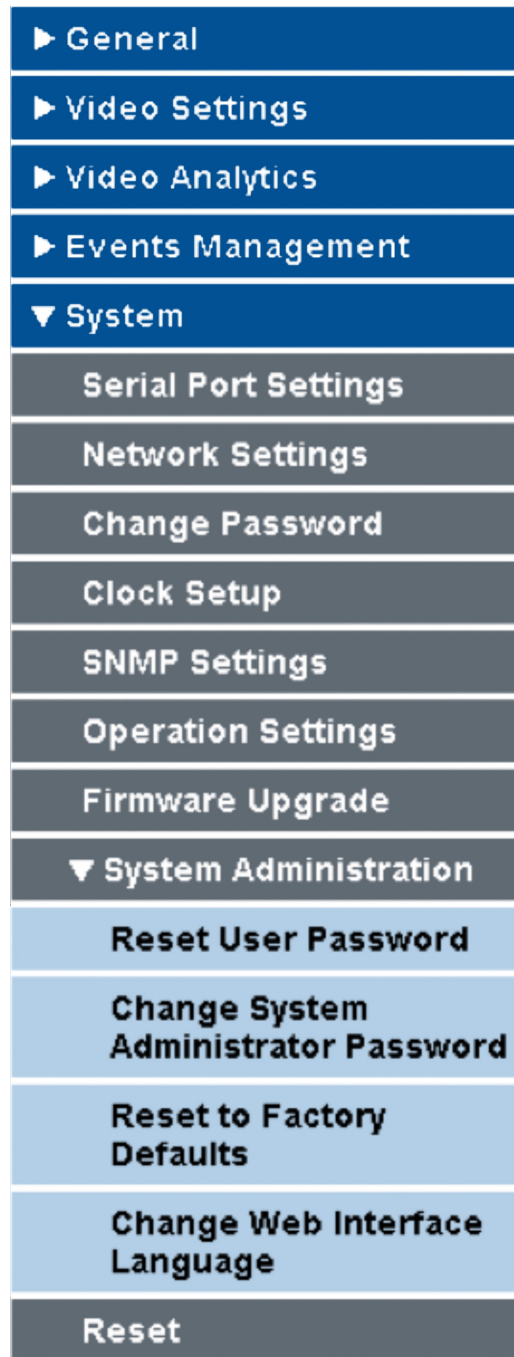 General
Video Settings
Video Analytics
Events Management
System
Serial Port Settings
Network Settings
Change Password
Clock Setup
SNMP Settings
Operation Settings
Firmware Upgrade
System Administration
Reset User Password
Change System
Administrator Password
Reset to Factory
Defaults
Change Web Interface
Language
Reset